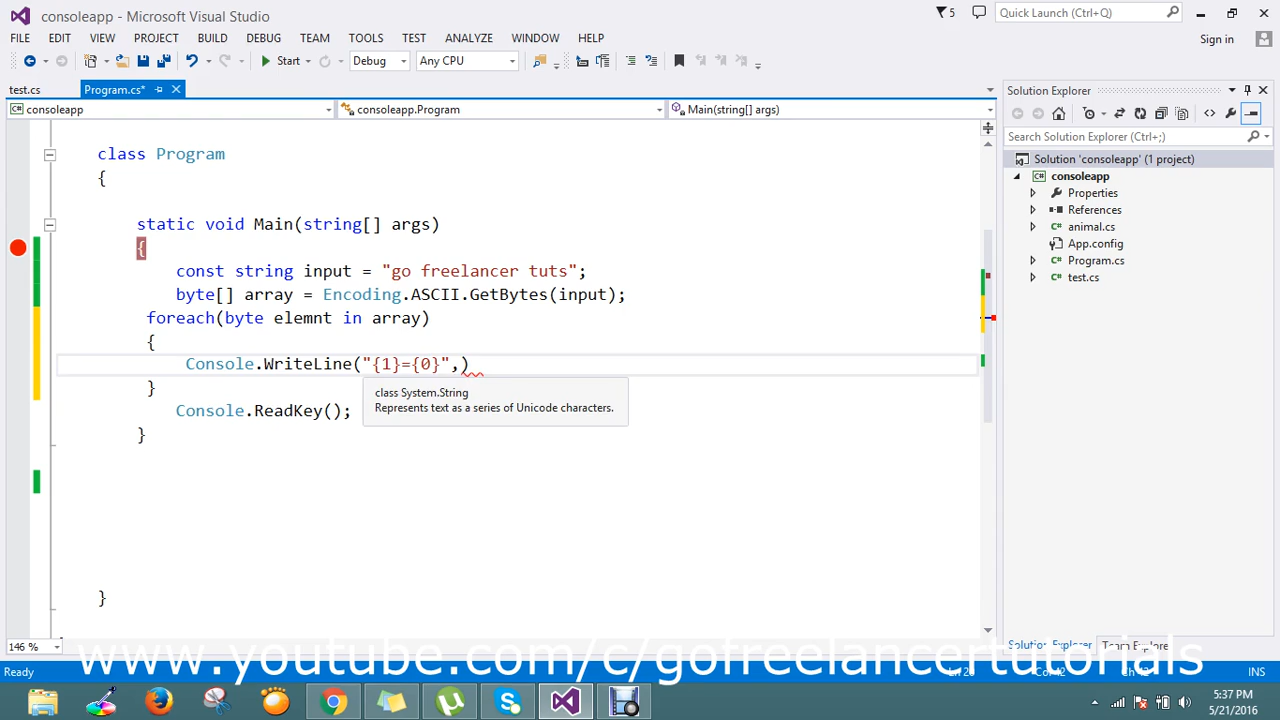 consoleapp - Microsoft Visual Studio
5
Quick Launch (Ctrl+Q)
FILE EDIT VIEW PROJECT BUILD DEBUG TEAM TOOLS TEST ANALYZE WINDOW HELP
Sign in
Start Debug Any CPU
test.cs Program.cs*
Solution Explorer
consoleapp consoleapp.Program Main(string[] args)
Search Solution Explorer (Ctrl+;)
Solution 'consoleapp' (1 project)
consoleapp
Properties
References
animal.cs
App.config
Program.cs
test.cs
class Program
{
static void Main(string[] args)
{
const string input = "go freelancer tuts";
byte[] array = Encoding.ASCII.GetBytes(input);
foreach(byte elemnt in array)
{
Console.WriteLine("{1}={0}",)
class System.String
Represents text as a series of Unicode characters.
}
Console.ReadKey();
}
}
146 %
Solution Explorer Team Explorer
www.youtube.com/c/gofreelancertutorials
Ready
INS
5:37 PM
5/21/2016